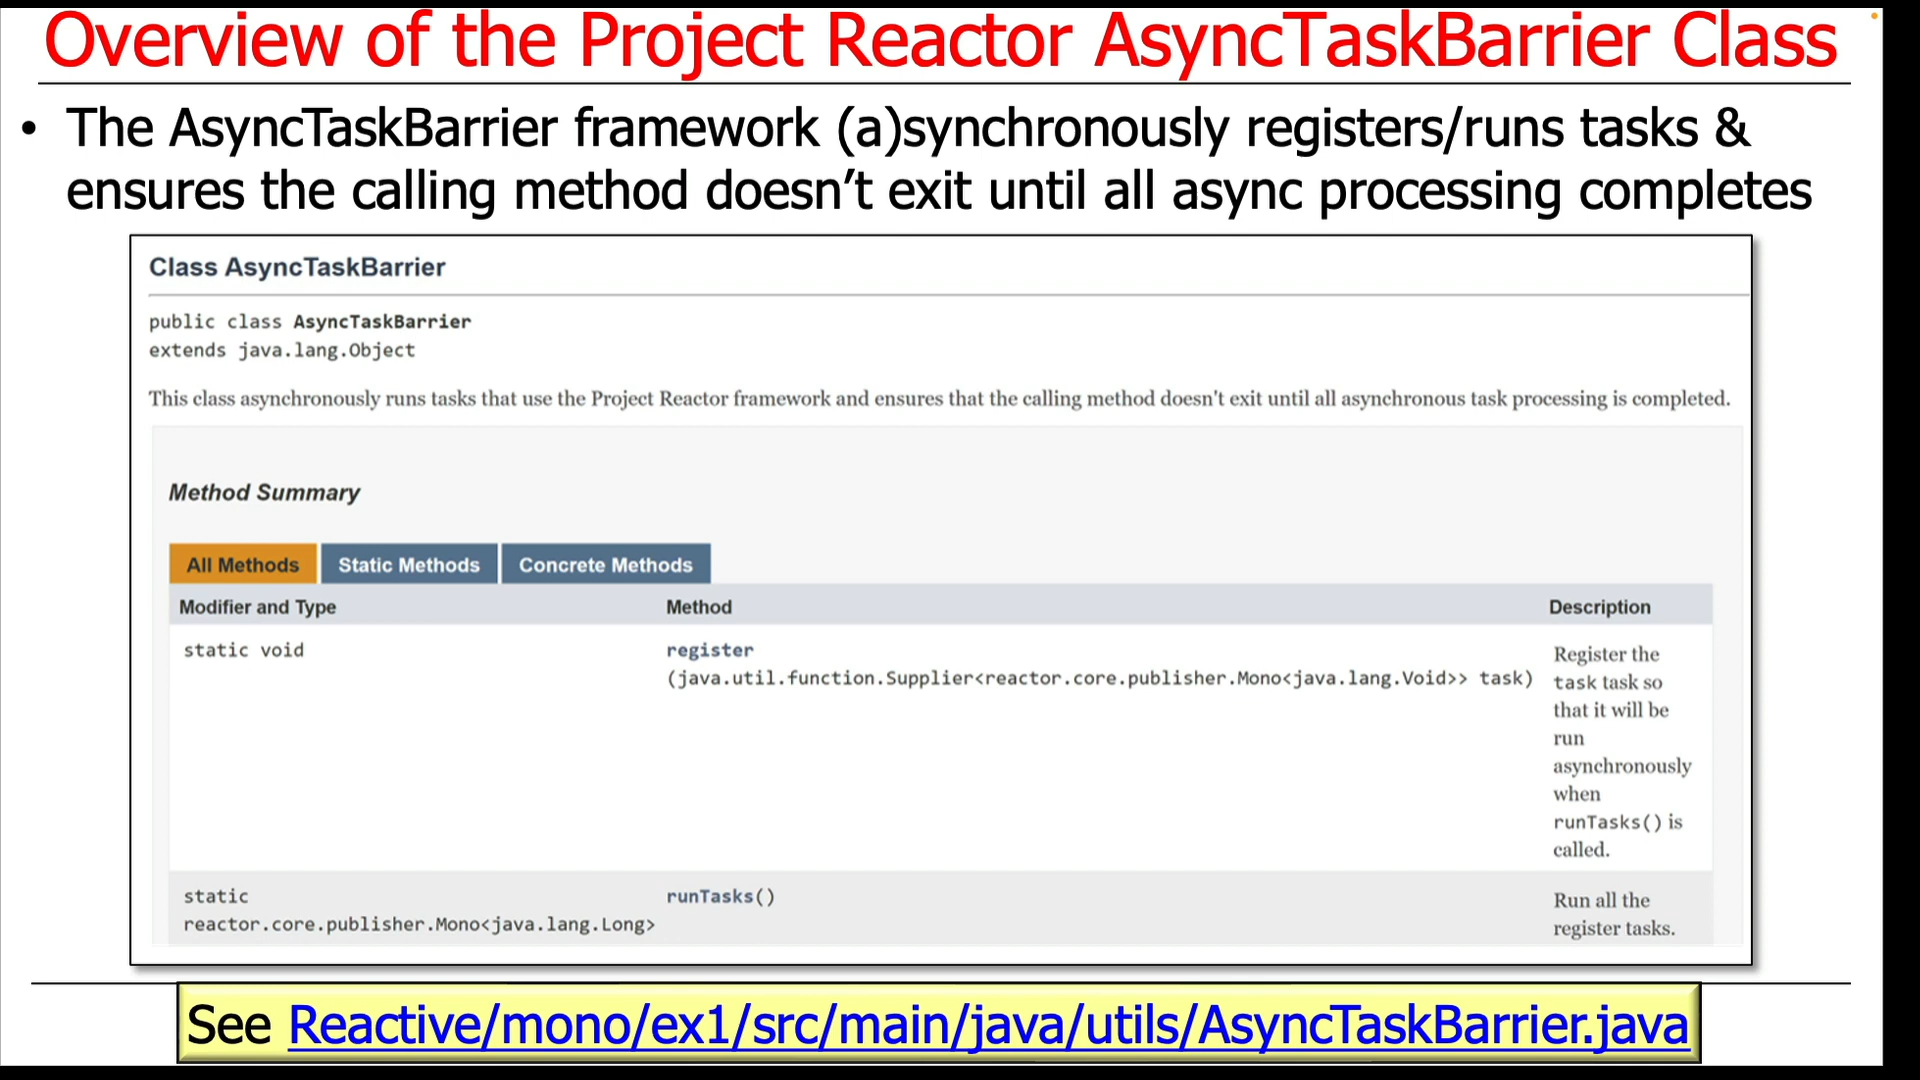 Overview of the Project Reactor AsyncTaskBarrier Class
• The AsyncTaskBarrier framework (a)synchronously registers/runs tasks &
ensures the calling method doesn’t exit until all async processing completes
Class AsyncTaskBarrier
public class AsyncTaskBarrier
extends java.lang.Object
This class asynchronously runs tasks that use the Project Reactor framework and ensures that the calling method doesn't exit until all asynchronous task processing is completed.
Method Summary
All Methods Static Methods Concrete Methods
Modifier and Type Method Description
static void
register
(java.util.function.Supplier<reactor.core.publisher.Mono<java.lang.Void>> task)
Register the
task task so
that it will be
run
asynchronously
when
runTasks() is
called.
static
reactor.core.publisher.Mono<java.lang.Long>
runTasks()
Run all the
register tasks.
See Reactive/mono/ex1/src/main/java/utils/AsyncTaskBarrier.java